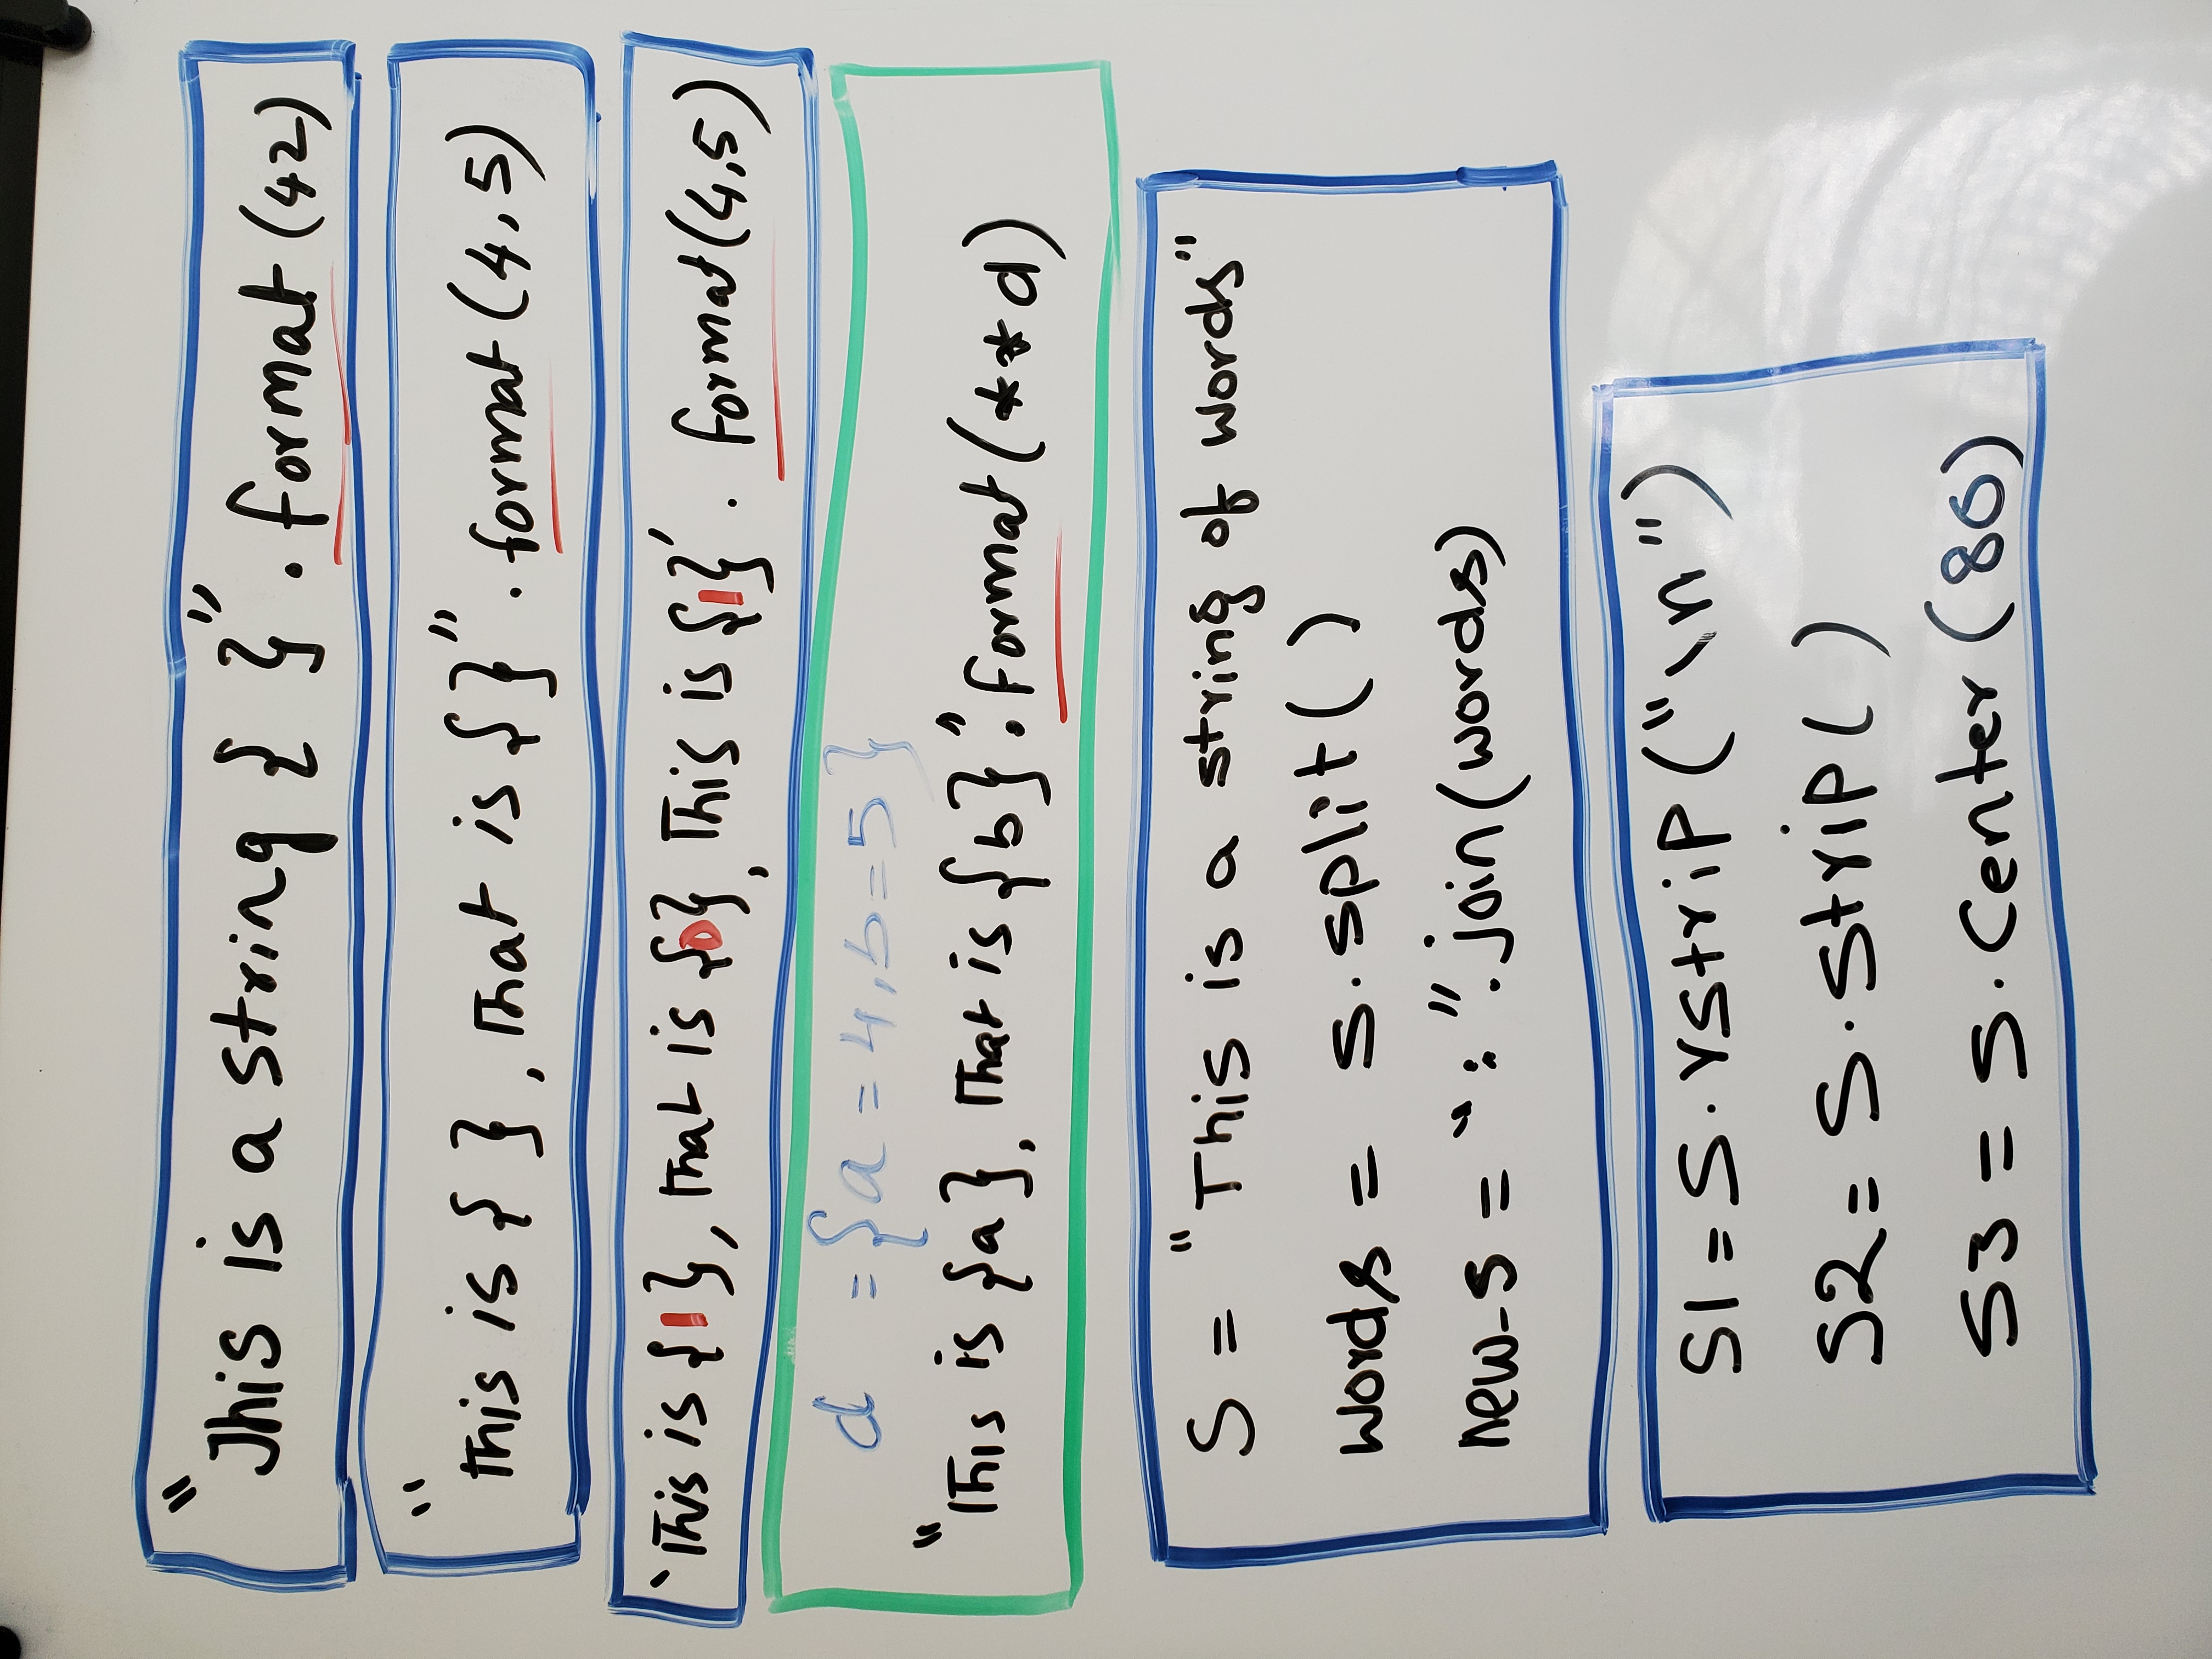 "This is a string { }".format(42)
"This is { }, That is { }".format(4,5)
'This is {1}, That is {0}, This is {1}'.format(4,5)
d = {a = 4, b = 5}
"This is {a}, That is {b}".format(**d)
S = "This is a string of words"
words = s.split( )
new_s = ":".join(words)
S1 = S.rstrip("\n")
S2 = S.strip( )
S3 = S.Center(80)